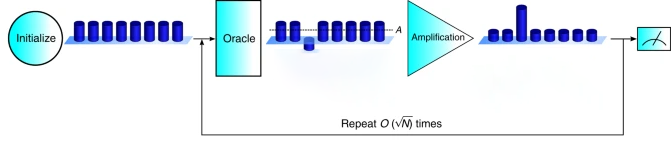 Initialize
Oracle
A
Amplification
Repeat O (√N) times